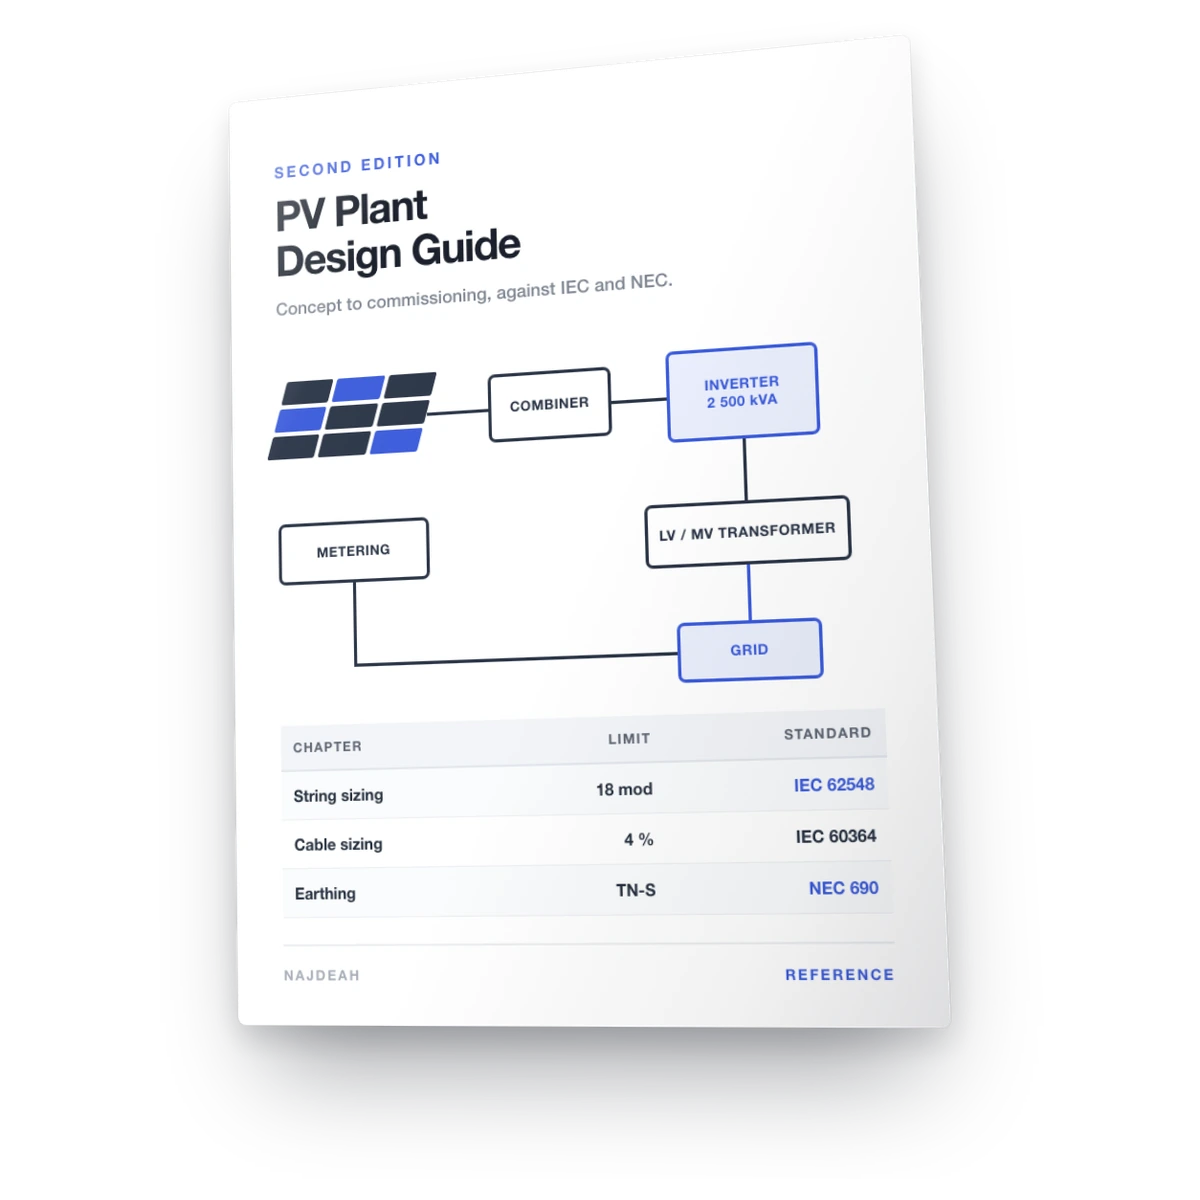 SECOND EDITION
PV Plant
Design Guide
Concept to commissioning, against IEC and NEC.
COMBINER
INVERTER
2 500 kVA
METERING
LV / MV TRANSFORMER
GRID
CHAPTER LIMIT STANDARD
String sizing 18 mod IEC 62548
Cable sizing 4 % IEC 60364
Earthing TN-S NEC 690
NAJDEAH REFERENCE